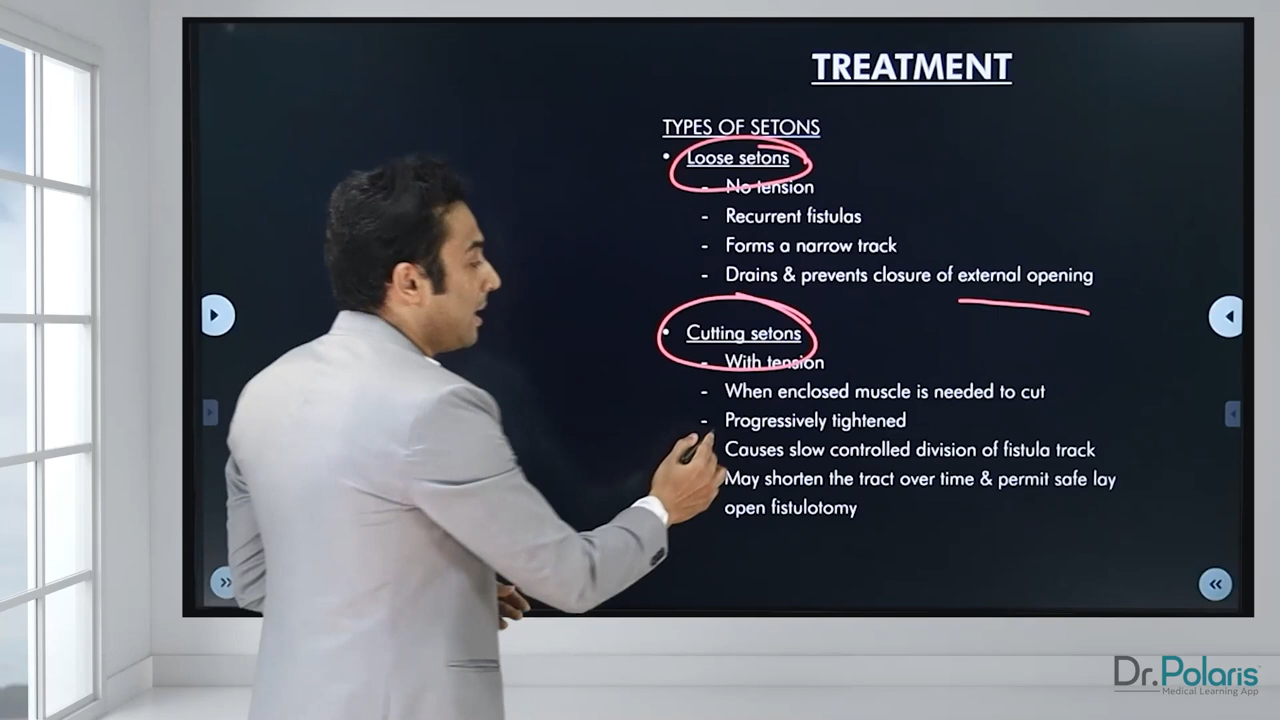 TREATMENT
TYPES OF SETONS
• Loose setons
- No tension
- Recurrent fistulas
- Forms a narrow track
- Drains & prevents closure of external opening
• Cutting setons
- With tension
- When enclosed muscle is needed to cut
- Progressively tightened
Causes slow controlled division of fistula track
May shorten the tract over time & permit safe lay
open fistulotomy
Dr.Polaris
Medical Learning App